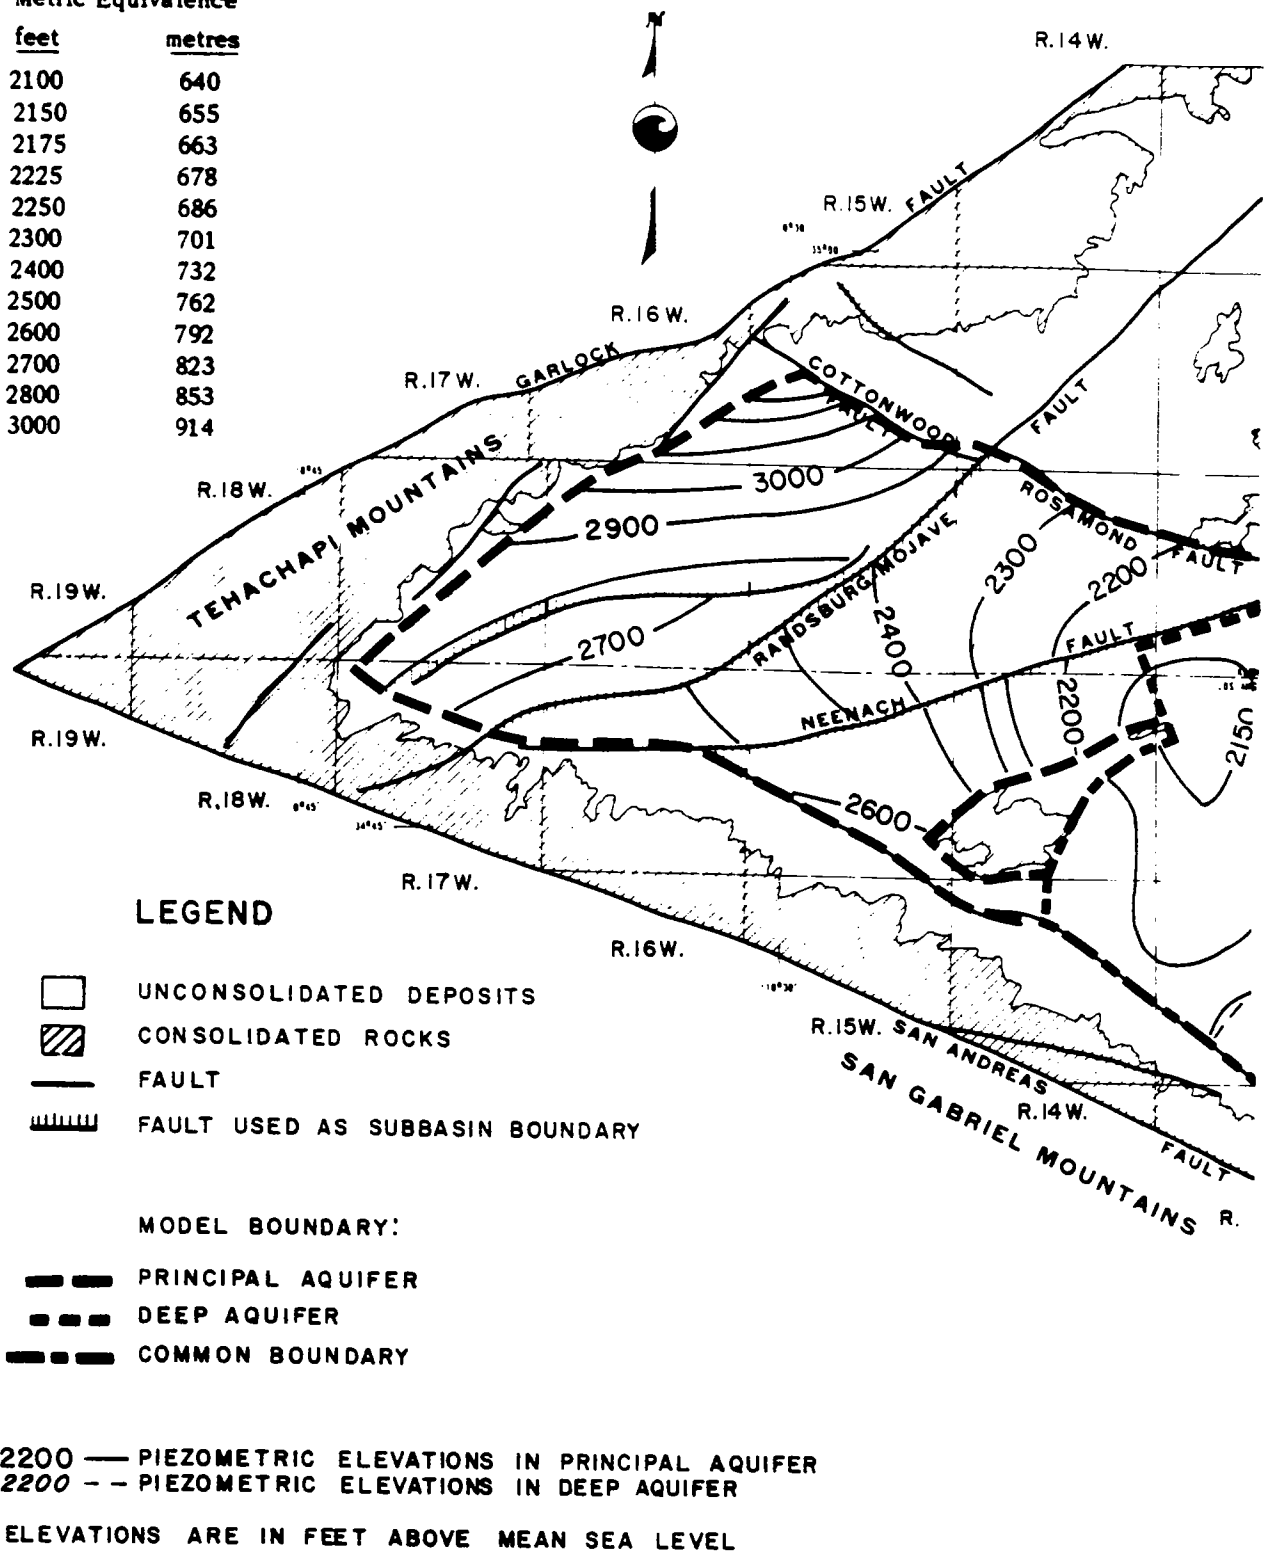 Metric Equivalence
feet metres
2100 640
2150 655
2175 663
2225 678
2250 686
2300 701
2400 732
2500 762
2600 792
2700 823
2800 853
3000 914
N
R.14W.
R.15W.
FAULT
R.16W.
R.17W.
GARLOCK
COTTONWOOD
FAULT
FAULT
R.18W.
TEHACHAPI MOUNTAINS
3000
2900
ROSAMOND
FAULT
RANDSBURG/MOJAVE
2300
2200
R.19W.
2700
2400
FAULT
NEENACH
2200
2150
R.19W.
R.18W.
34°45'
2600
R.17W.
R.16W.
R.15W.
SAN ANDREAS
FAULT
SAN GABRIEL MOUNTAINS
R.14W.
R.
LEGEND
UNCONSOLIDATED DEPOSITS
CONSOLIDATED ROCKS
FAULT
FAULT USED AS SUBBASIN BOUNDARY
MODEL BOUNDARY:
PRINCIPAL AQUIFER
DEEP AQUIFER
COMMON BOUNDARY
2200 — PIEZOMETRIC ELEVATIONS IN PRINCIPAL AQUIFER
2200 - - PIEZOMETRIC ELEVATIONS IN DEEP AQUIFER
ELEVATIONS ARE IN FEET ABOVE MEAN SEA LEVEL